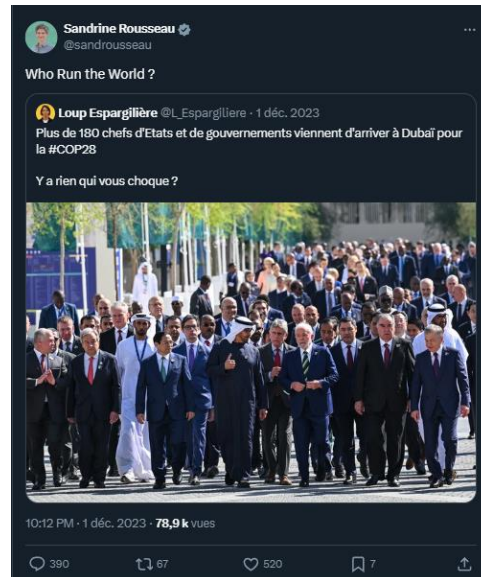 Sandrine Rousseau
@sandrousseau
Who Run the World ?
Loup Espargilière @L_Espargiliere · 1 déc. 2023
Plus de 180 chefs d'Etats et de gouvernements viennent d'arriver à Dubaï pour
la #COP28
Y a rien qui vous choque ?
10:12 PM · 1 déc. 2023 · 78,9 k vues
390 67 520 7